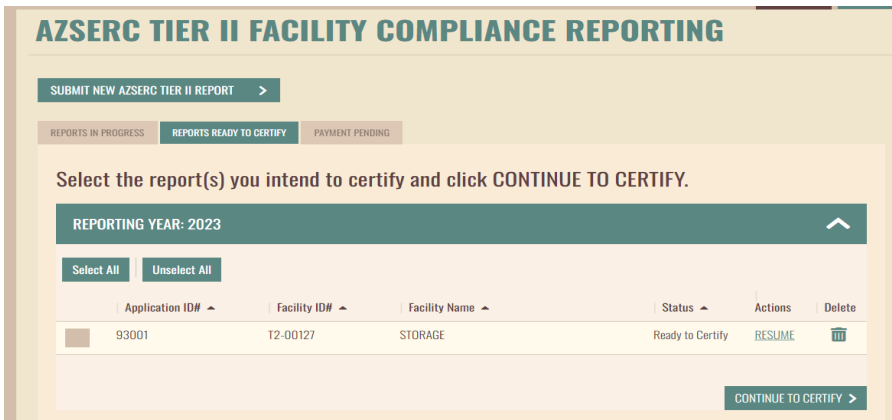 AZSERC TIER II FACILITY COMPLIANCE REPORTING
SUBMIT NEW AZSERC TIER II REPORT >
REPORTS IN PROGRESS REPORTS READY TO CERTIFY PAYMENT PENDING
Select the report(s) you intend to certify and click CONTINUE TO CERTIFY.
REPORTING YEAR: 2023
Select All Unselect All
Application ID# Facility ID# Facility Name Status Actions Delete
93001 T2-00127 STORAGE Ready to Certify RESUME
CONTINUE TO CERTIFY >